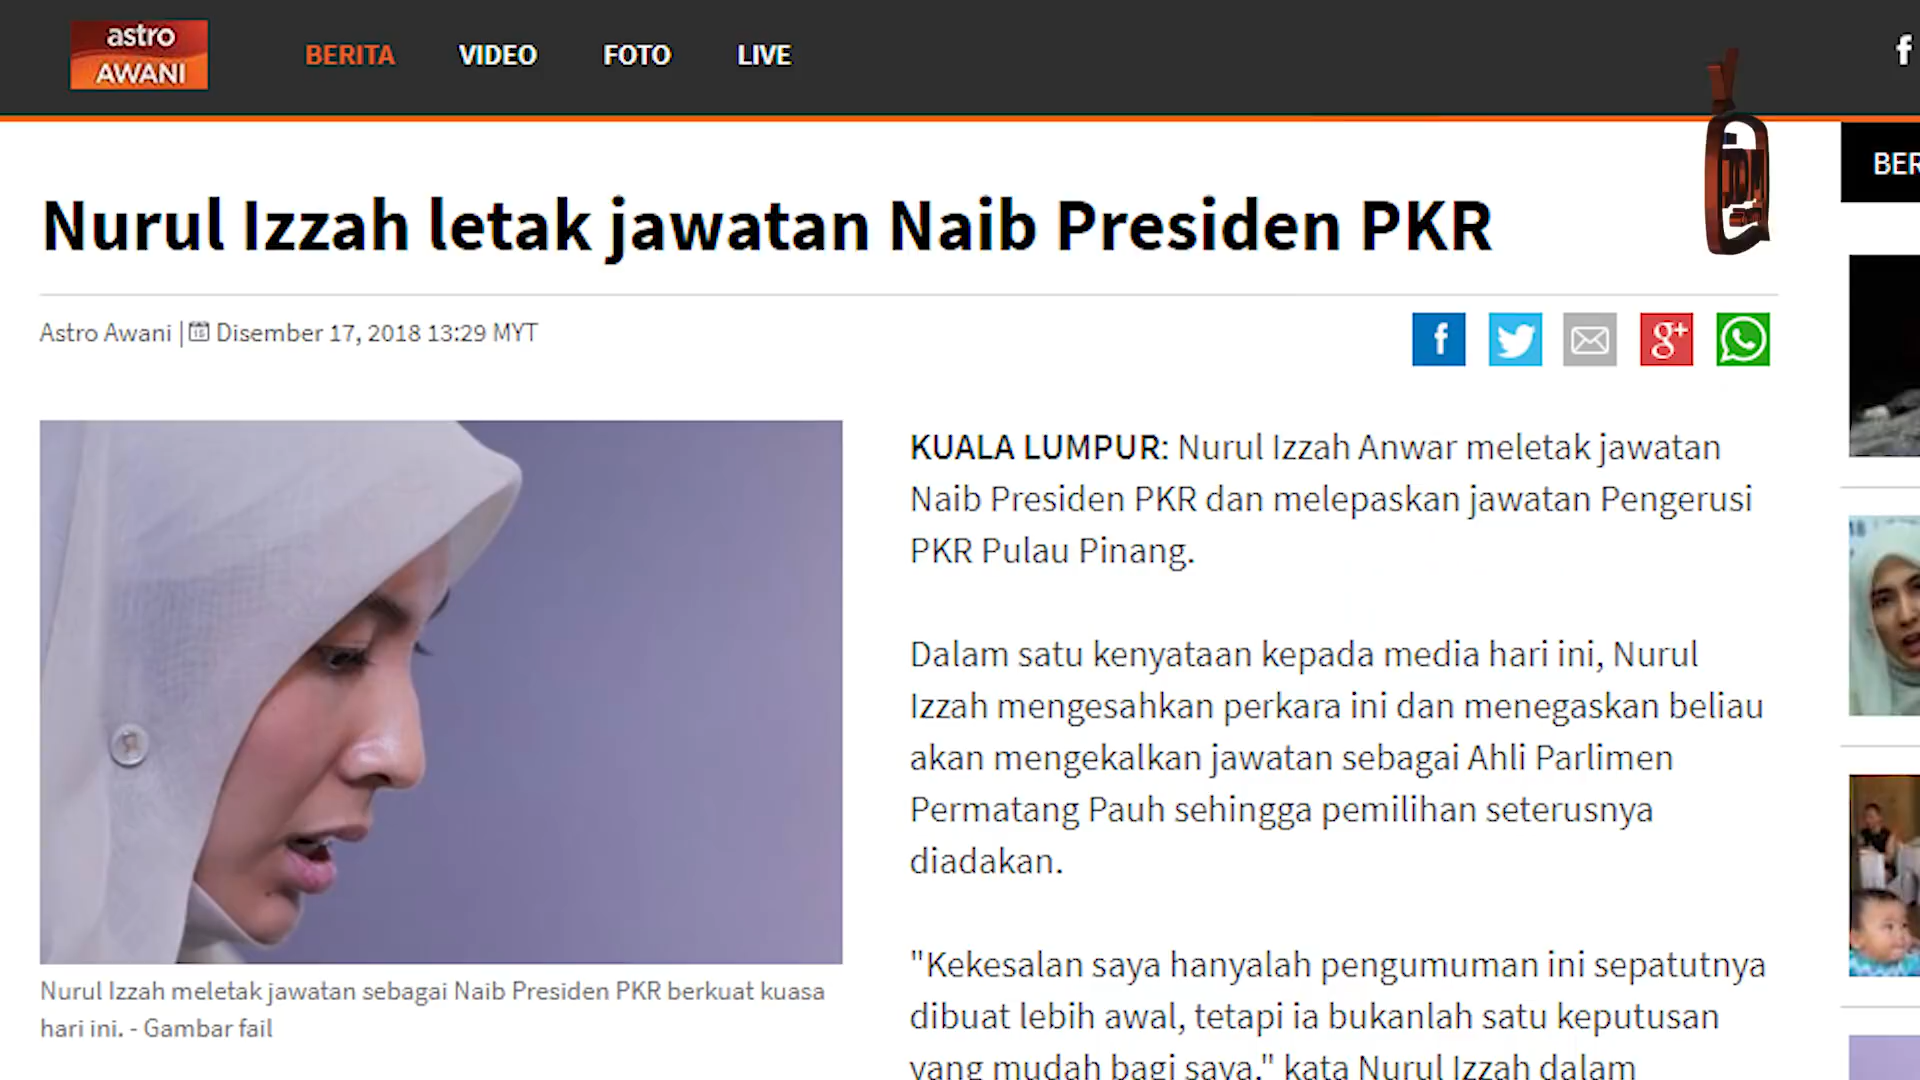 astro
AWANI
BERITA VIDEO FOTO LIVE
f
Nurul Izzah letak jawatan Naib Presiden PKR
JDM
BER
Astro Awani | 15 Disember 17, 2018 13:29 MYT
f g+
KUALA LUMPUR: Nurul Izzah Anwar meletak jawatan
Naib Presiden PKR dan melepaskan jawatan Pengerusi
PKR Pulau Pinang.
Dalam satu kenyataan kepada media hari ini, Nurul
Izzah mengesahkan perkara ini dan menegaskan beliau
akan mengekalkan jawatan sebagai Ahli Parlimen
Permatang Pauh sehingga pemilihan seterusnya
diadakan.
"Kekesalan saya hanyalah pengumuman ini sepatutnya
dibuat lebih awal, tetapi ia bukanlah satu keputusan
yang mudah bagi saya," kata Nurul Izzah dalam
Nurul Izzah meletak jawatan sebagai Naib Presiden PKR berkuat kuasa
hari ini. - Gambar fail